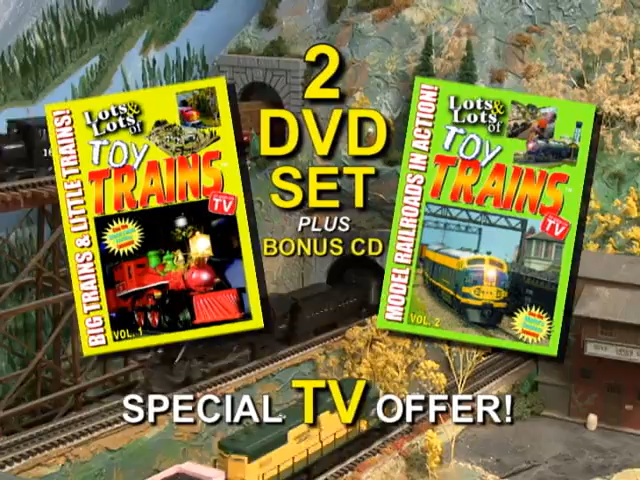 2
DVD
SET
PLUS
BONUS CD
BIG TRAINS & LITTLE TRAINS!
Lots &
Lots of
TOY
TRAINS
TV
VOL. 1
MODEL RAILROADS IN ACTION!
Lots &
Lots of
TOY
TRAINS
TV
VOL. 2
SPECIAL TV OFFER!